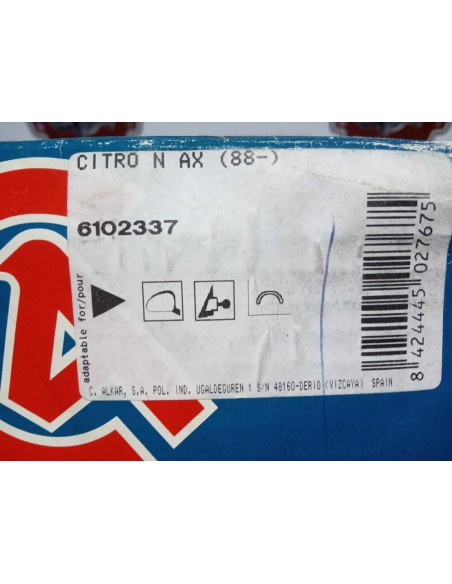 CITRO N AX (88-)
6102337
adaptable for/pour
C. ALKAR, S.A. POL. IND. UGALDEGUREN 1 S/N 48160-DERIO (VIZCAYA) SPAIN
8 424445 027675